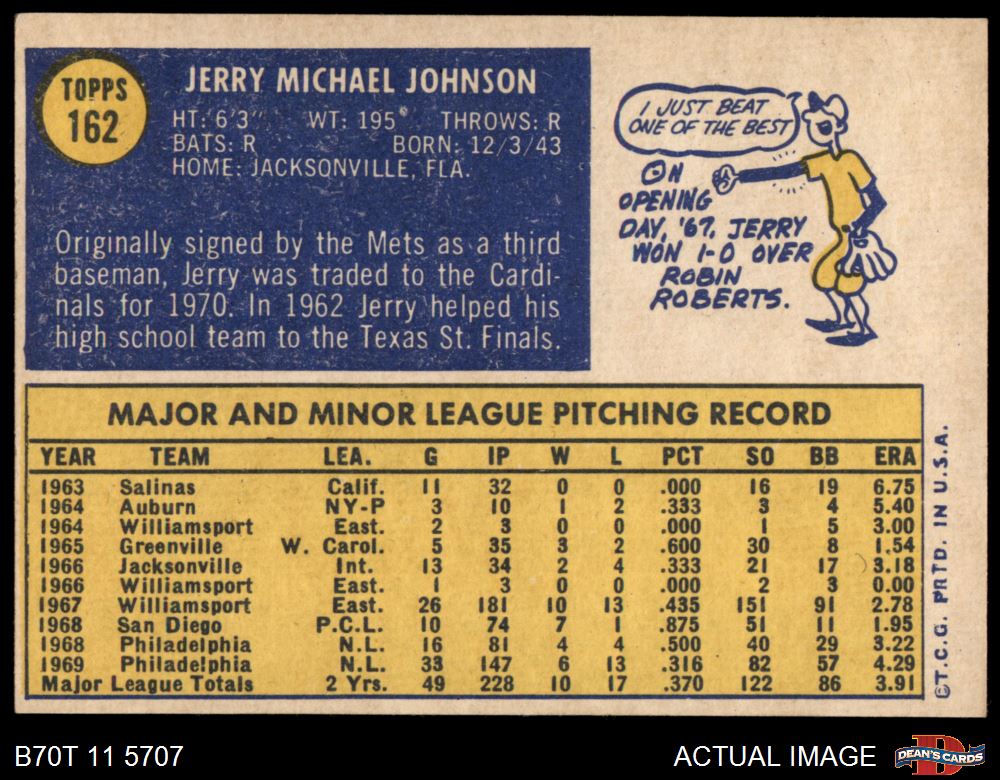 TOPPS
162
JERRY MICHAEL JOHNSON
HT: 6'3" WT: 195 THROWS: R
BATS: R BORN: 12/3/43
HOME: JACKSONVILLE, FLA.
Originally signed by the Mets as a third
baseman, Jerry was traded to the Cardi-
nals for 1970. In 1962 Jerry helped his
high school team to the Texas St. Finals.
I JUST BEAT
ONE OF THE BEST
ON
OPENING
DAY, '67, JERRY
WON 1-0 OVER
ROBIN
ROBERTS.
MAJOR AND MINOR LEAGUE PITCHING RECORD
YEAR TEAM LEA. G IP W L PCT SO BB ERA
1963 Salinas Calif. 11 32 0 0 .000 16 19 6.75
1964 Auburn NY-P 3 10 1 2 .333 3 4 5.40
1964 Williamsport East. 2 3 0 0 .000 1 5 3.00
1965 Greenville W. Carol. 5 35 3 2 .600 30 8 1.54
1966 Jacksonville Int. 13 34 2 4 .333 21 17 3.18
1966 Williamsport East. 1 3 0 0 .000 2 3 0.00
1967 Williamsport East. 26 181 10 13 .435 151 91 2.78
1968 San Diego P.C.L. 10 74 7 1 .875 51 11 1.95
1968 Philadelphia N.L. 16 81 4 4 .500 40 29 3.22
1969 Philadelphia N.L. 33 147 6 13 .316 82 57 4.29
Major League Totals 2 Yrs. 49 228 10 17 .370 122 86 3.91
©T.C.G. PRTD. IN U.S.A.
B70T 11 5707
ACTUAL IMAGE
DEAN'S CARDS